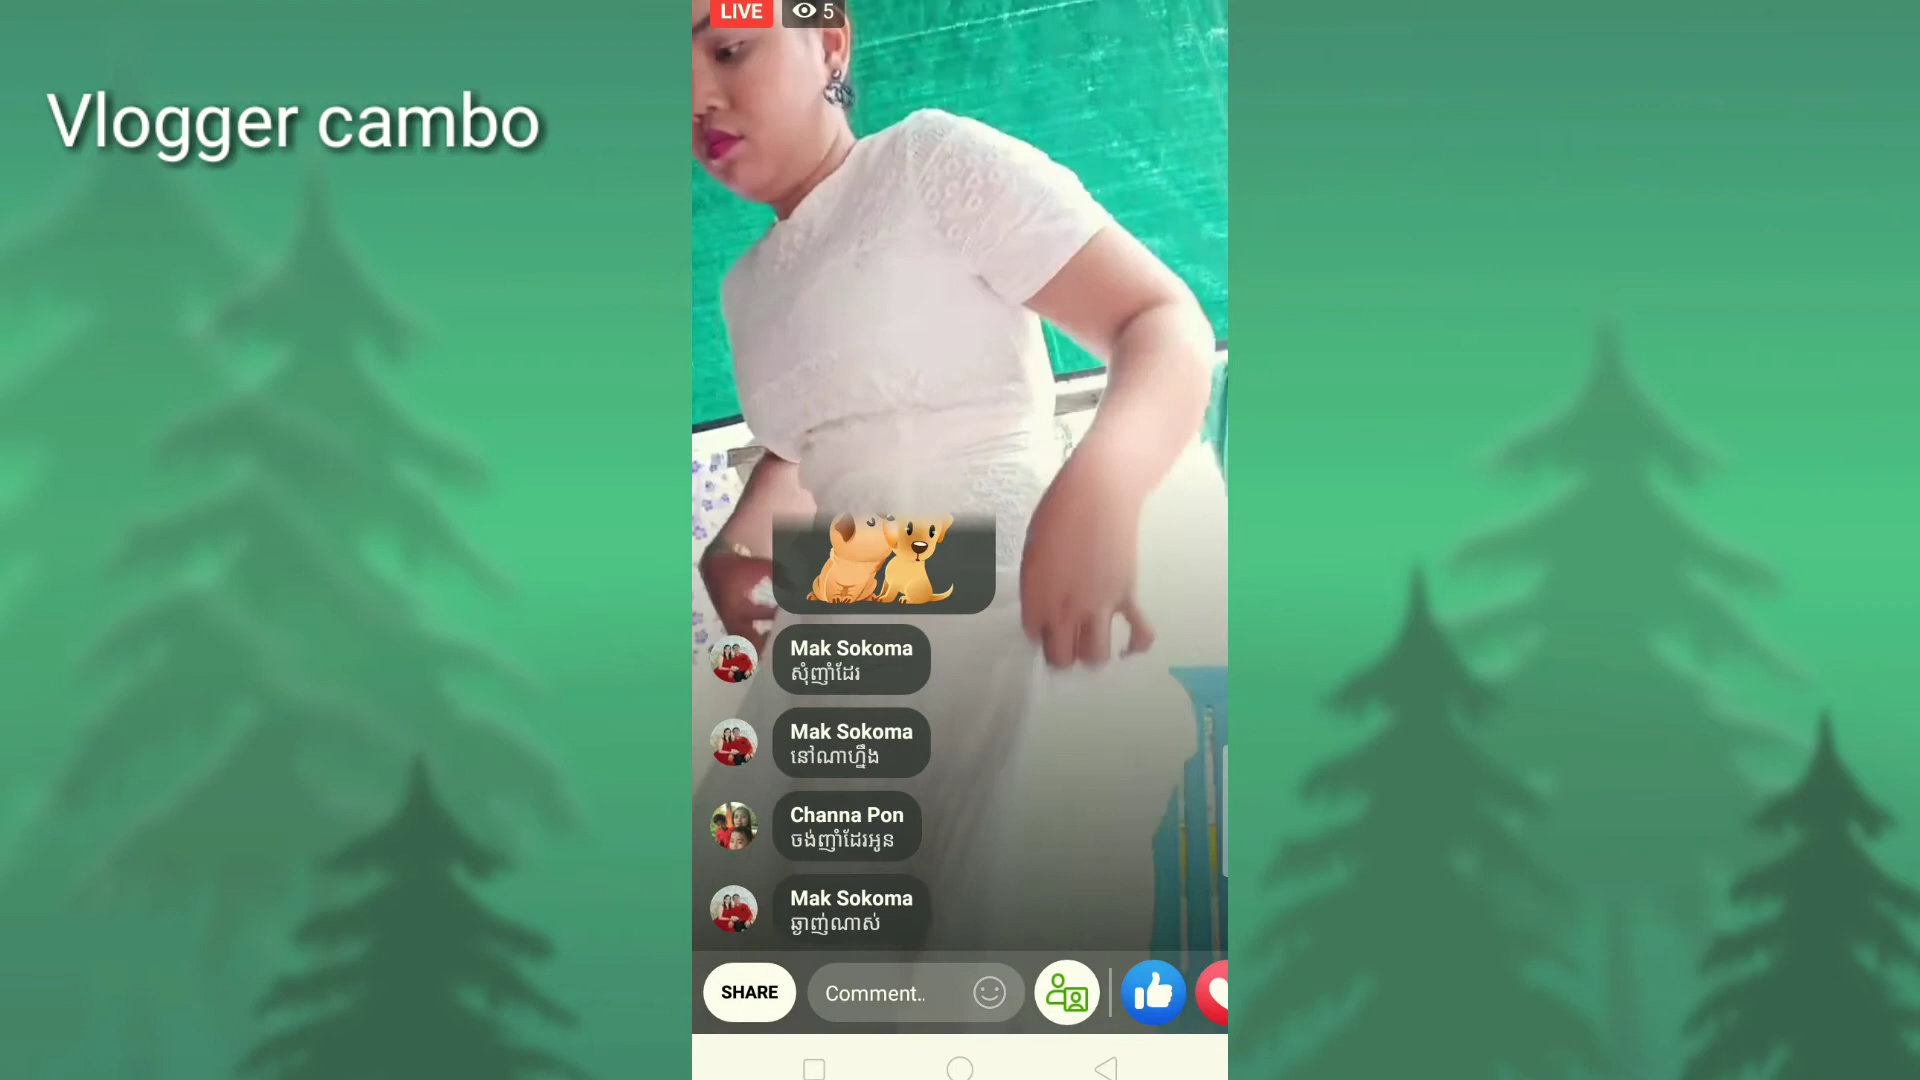 LIVE 5
Vlogger cambo
Mak Sokoma
សុំញ៉ាំដែរ
Mak Sokoma
នៅណាហ្នឹង
Channa Pon
ចង់ញ៉ាំដែរអូន
Mak Sokoma
ឆ្ងាញ់ណាស់
SHARE Comment..